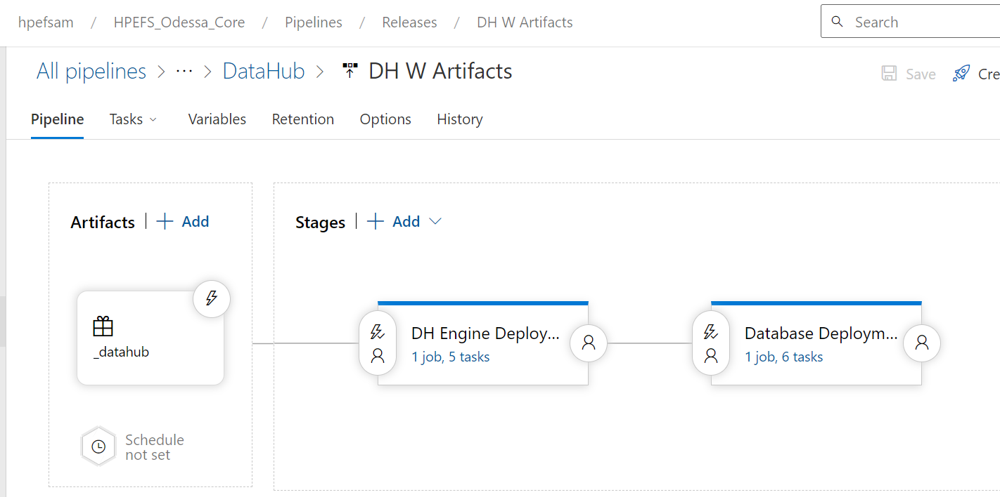 hpefsam / HPEFS_Odessa_Core / Pipelines / Releases / DH W Artifacts
Search
All pipelines > ··· > DataHub > DH W Artifacts
Save
Cre
Pipeline Tasks Variables Retention Options History
Artifacts | + Add
Stages | + Add
_datahub
DH Engine Deploy...
1 job, 5 tasks
Database Deploym...
1 job, 6 tasks
Schedule
not set